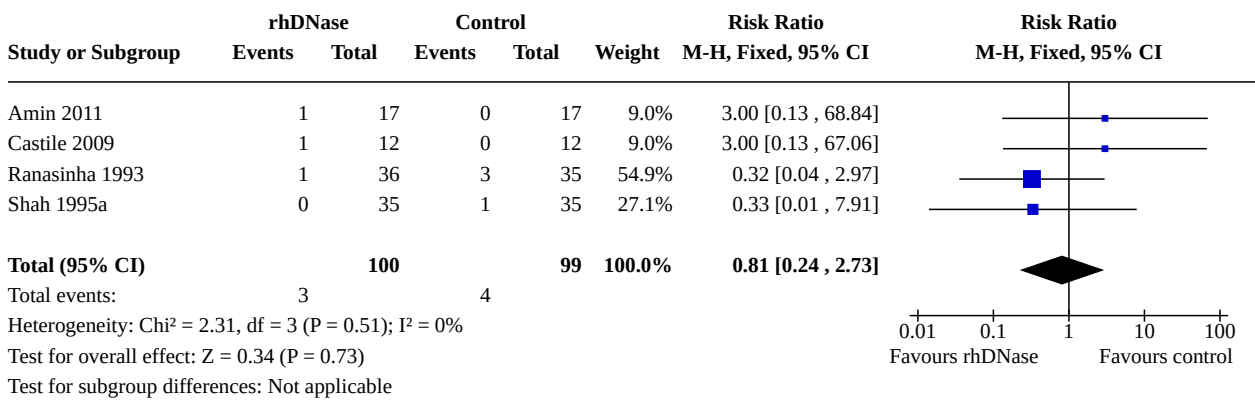 rhDNase Control Risk Ratio Risk Ratio
Study or Subgroup Events Total Events Total Weight M-H, Fixed, 95% CI M-H, Fixed, 95% CI
Amin 2011 1 17 0 17 9.0% 3.00 [0.13 , 68.84]
Castile 2009 1 12 0 12 9.0% 3.00 [0.13 , 67.06]
Ranasinha 1993 1 36 3 35 54.9% 0.32 [0.04 , 2.97]
Shah 1995a 0 35 1 35 27.1% 0.33 [0.01 , 7.91]
Total (95% CI) 100 99 100.0% 0.81 [0.24 , 2.73]
Total events: 3 4
Heterogeneity: Chi² = 2.31, df = 3 (P = 0.51); I² = 0%
Test for overall effect: Z = 0.34 (P = 0.73)
Test for subgroup differences: Not applicable
0.01 0.1 1 10 100
Favours rhDNase Favours control